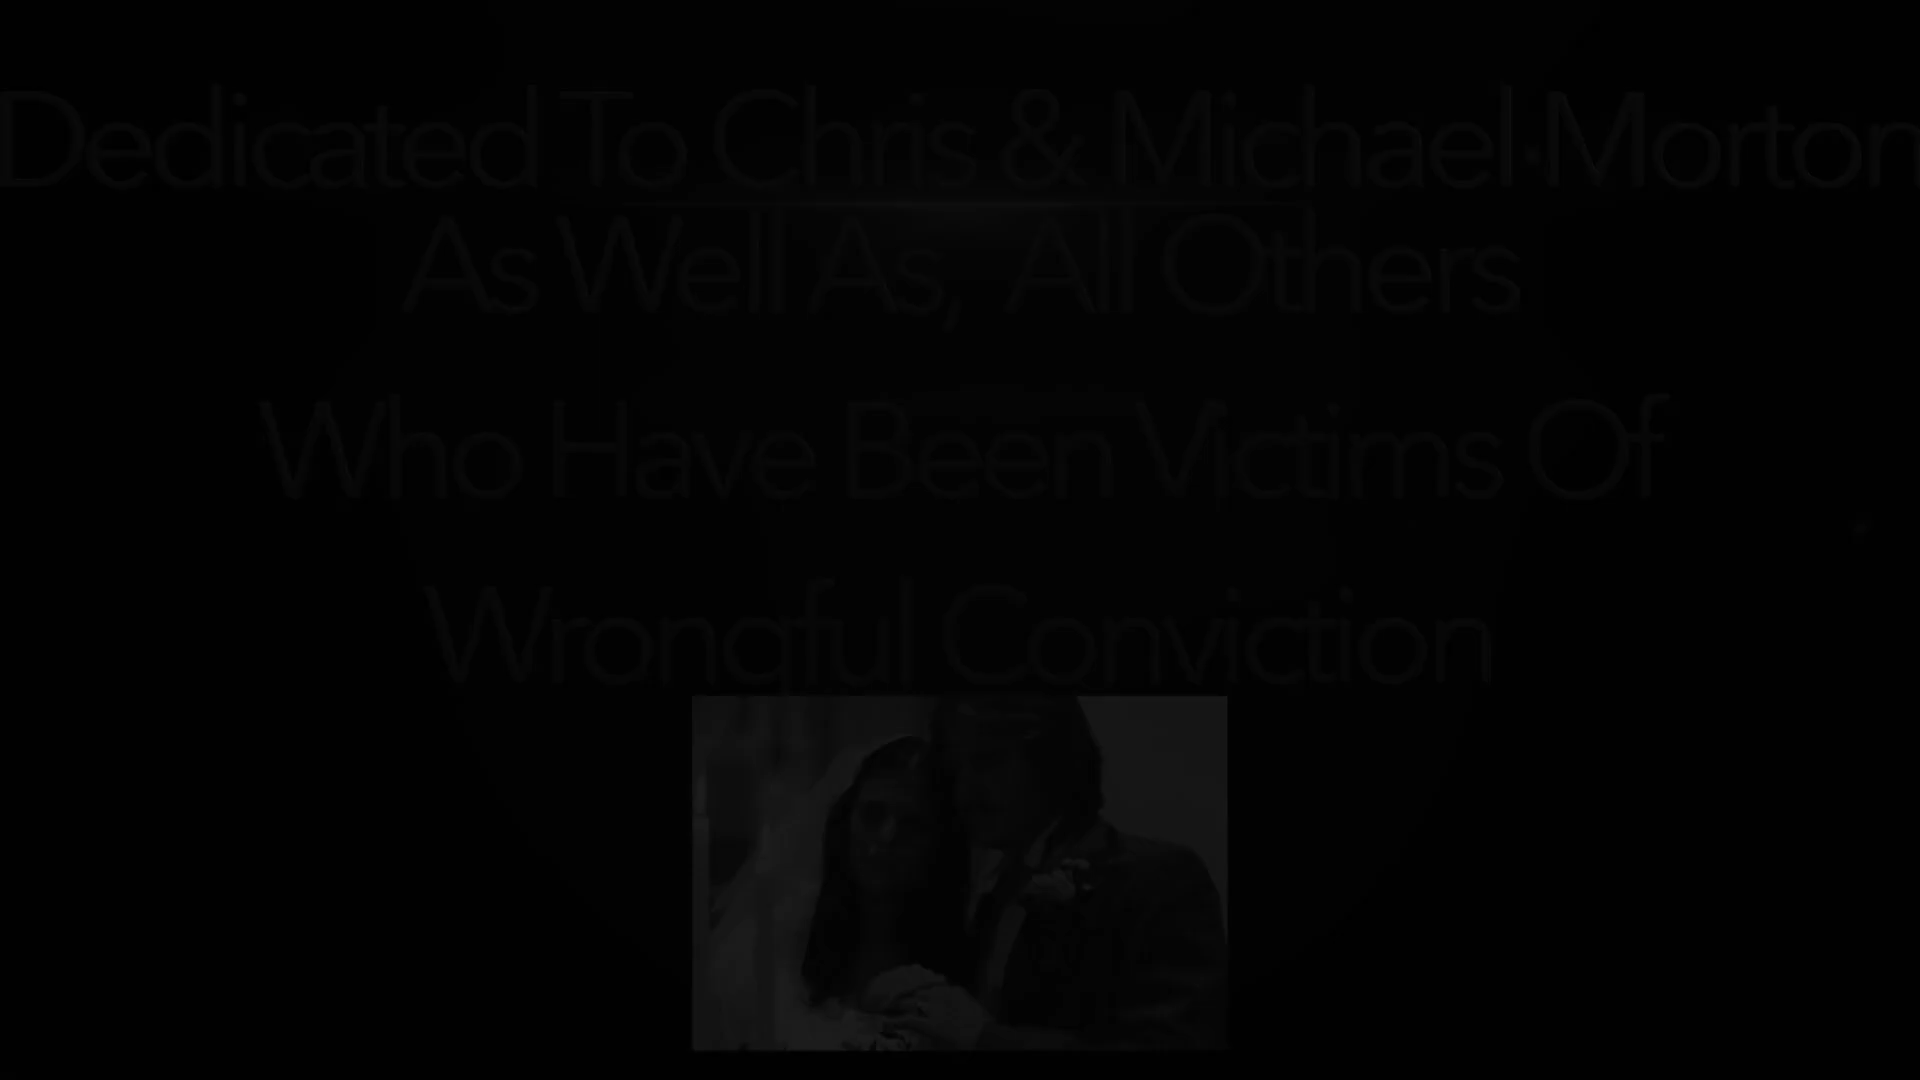 Dedicated To Chris & Michael Morton
As Well As, All Others
Who Have Been Victims Of
Wrongful Conviction